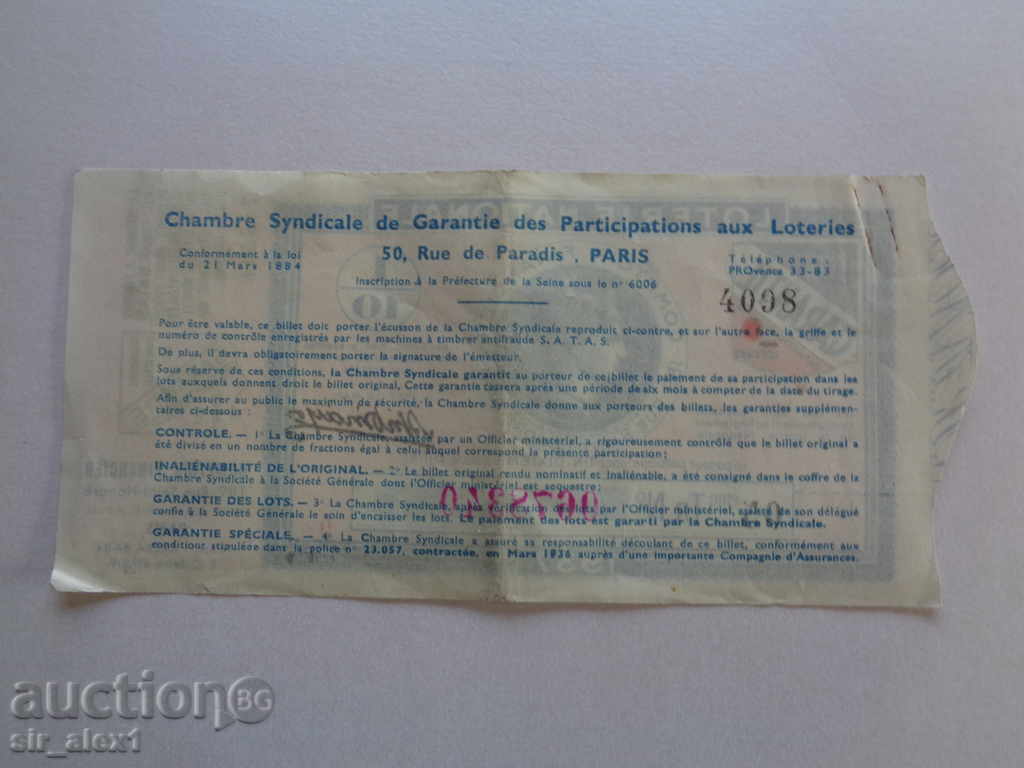 Chambre Syndicale de Garantie des Participations aux Loteries
Conformément à la loi
du 21 Mars 1884
50, Rue de Paradis, PARIS
Inscription à la Préfecture de la Seine sous le nº 6006
Téléphone :
PROvence 33-83
4098
Pour être valable, ce billet doit porter l'écusson de la Chambre Syndicale reproduit ci-contre, et sur l'autre face, la griffe et le
numéro de contrôle enregistrés par les machines à timbrer antifraude S. A. T. A. S.
De plus, il devra obligatoirement porter la signature de l'émetteur.
Sous réserve de ces conditions, la Chambre Syndicale garantit au porteur de ce billet le paiement de sa participation dans les
lots auxquels donnent droit le billet original, Cette garantie cessera après une période de six mois à compter de la date du tirage.
Afin d'assurer au public le maximum de sécurité, la Chambre Syndicale donne aux porteurs des billets, les garanties supplémen-
taires ci-dessous :
CONTROLE. — 1º La Chambre Syndicale, assistée par un Officier ministériel, a rigoureusement contrôlé que le billet original a
été divisé en un nombre de fractions égal à celui auquel correspond la présente participation ;
INALIÉNABILITÉ DE L'ORIGINAL. — 2º Le billet original rendu nominatif et inaliénable, a été consigné dans le coffre de la
Chambre Syndicale à la Société Générale dont l'Officier ministériel est sequestre ;
GARANTIE DES LOTS. — 3º La Chambre Syndicale, après vérification des lots par l'Officier ministériel, assisté de son délégué
confie à la Société Générale le soin d'encaisser les lots. Le paiement des lots est garanti par la Chambre Syndicale.
GARANTIE SPÉCIALE. — 4º La Chambre Syndicale a assuré sa responsabilité découlant de ce billet, conformément aux
conditions stipulées dans la police nº 23.057, contractée, en Mars 1936 auprès d'une importante Compagnie d'Assurances.
LOTERIE NATIONALE
0678340
auction BG
sir_alex1